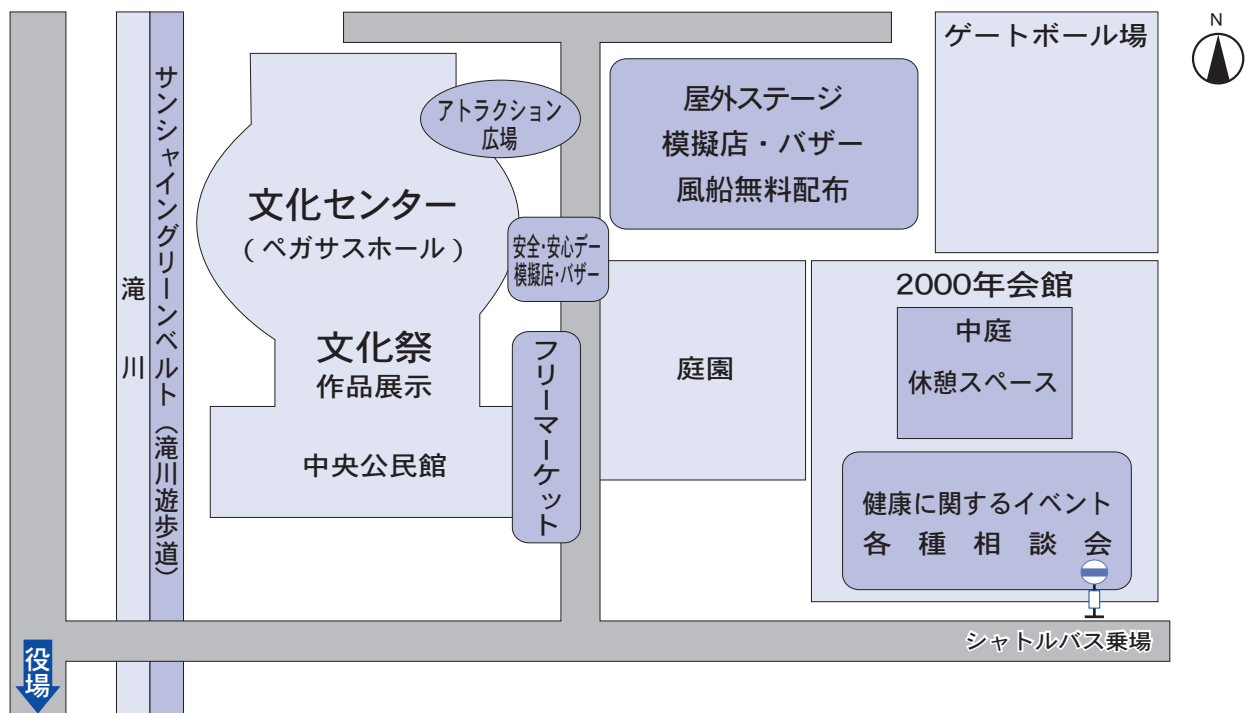 N
ゲートボール場
屋外ステージ
模擬店・バザー
風船無料配布
アトラクション
広場
文化センター
(ペガサスホール)
安全・安心デー
模擬店・バザー
サンシャイングリーンベルト(滝川遊歩道)
滝川
文化祭
作品展示
中央公民館
フリーマーケット
庭園
2000年会館
中庭
休憩スペース
健康に関するイベント
各種相談会
シャトルバス乗場
役場